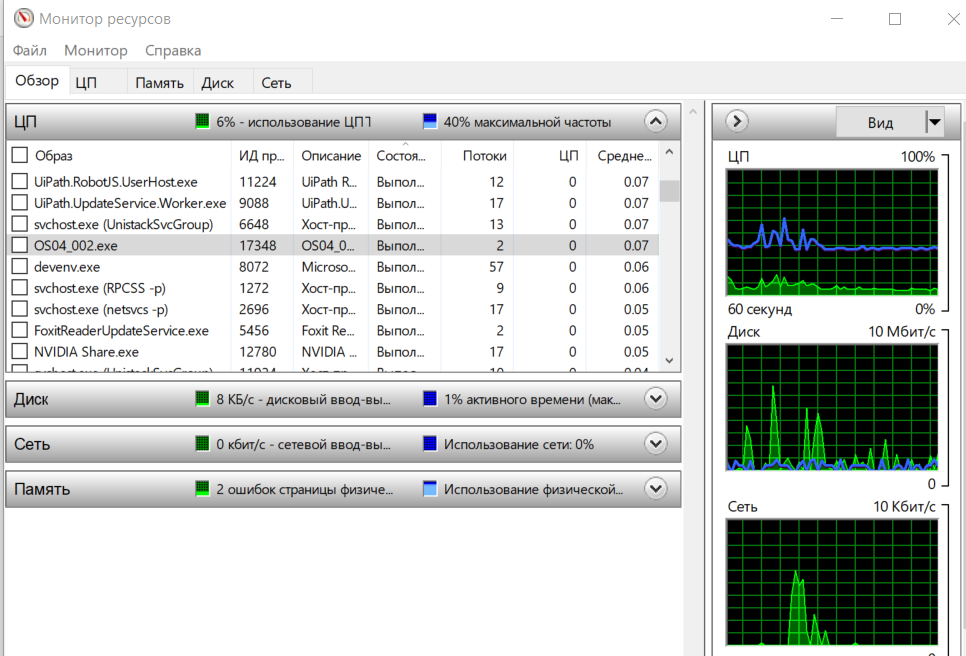 Монитор ресурсов
Файл Монитор Справка
Обзор ЦП Память Диск Сеть
ЦП 6% - использование ЦП 40% максимальной частоты
Образ ИД пр... Описание Состоя... Потоки ЦП Средне...
UiPath.RobotJS.UserHost.exe 11224 UiPath R... Выпол... 12 0 0.07
UiPath.UpdateService.Worker.exe 9088 UiPath.U... Выпол... 17 0 0.07
svchost.exe (UnistackSvcGroup) 6648 Хост-пр... Выпол... 13 0 0.07
OS04_002.exe 17348 OS04_0... Выпол... 2 0 0.07
devenv.exe 8072 Microso... Выпол... 57 0 0.06
svchost.exe (RPCSS -p) 1272 Хост-пр... Выпол... 9 0 0.06
svchost.exe (netsvcs -p) 2696 Хост-пр... Выпол... 17 0 0.05
FoxitReaderUpdateService.exe 5456 Foxit Re... Выпол... 2 0 0.05
NVIDIA Share.exe 12780 NVIDIA ... Выпол... 17 0 0.05
Диск 8 КБ/с - дисковый ввод-вы... 1% активного времени (мак...
Сеть 0 кбит/с - сетевой ввод-вы... Использование сети: 0%
Память 2 ошибок страницы физиче... Использование физической...
Вид
ЦП 100%
60 секунд 0%
Диск 10 Мбит/с
0
Сеть 10 Кбит/с